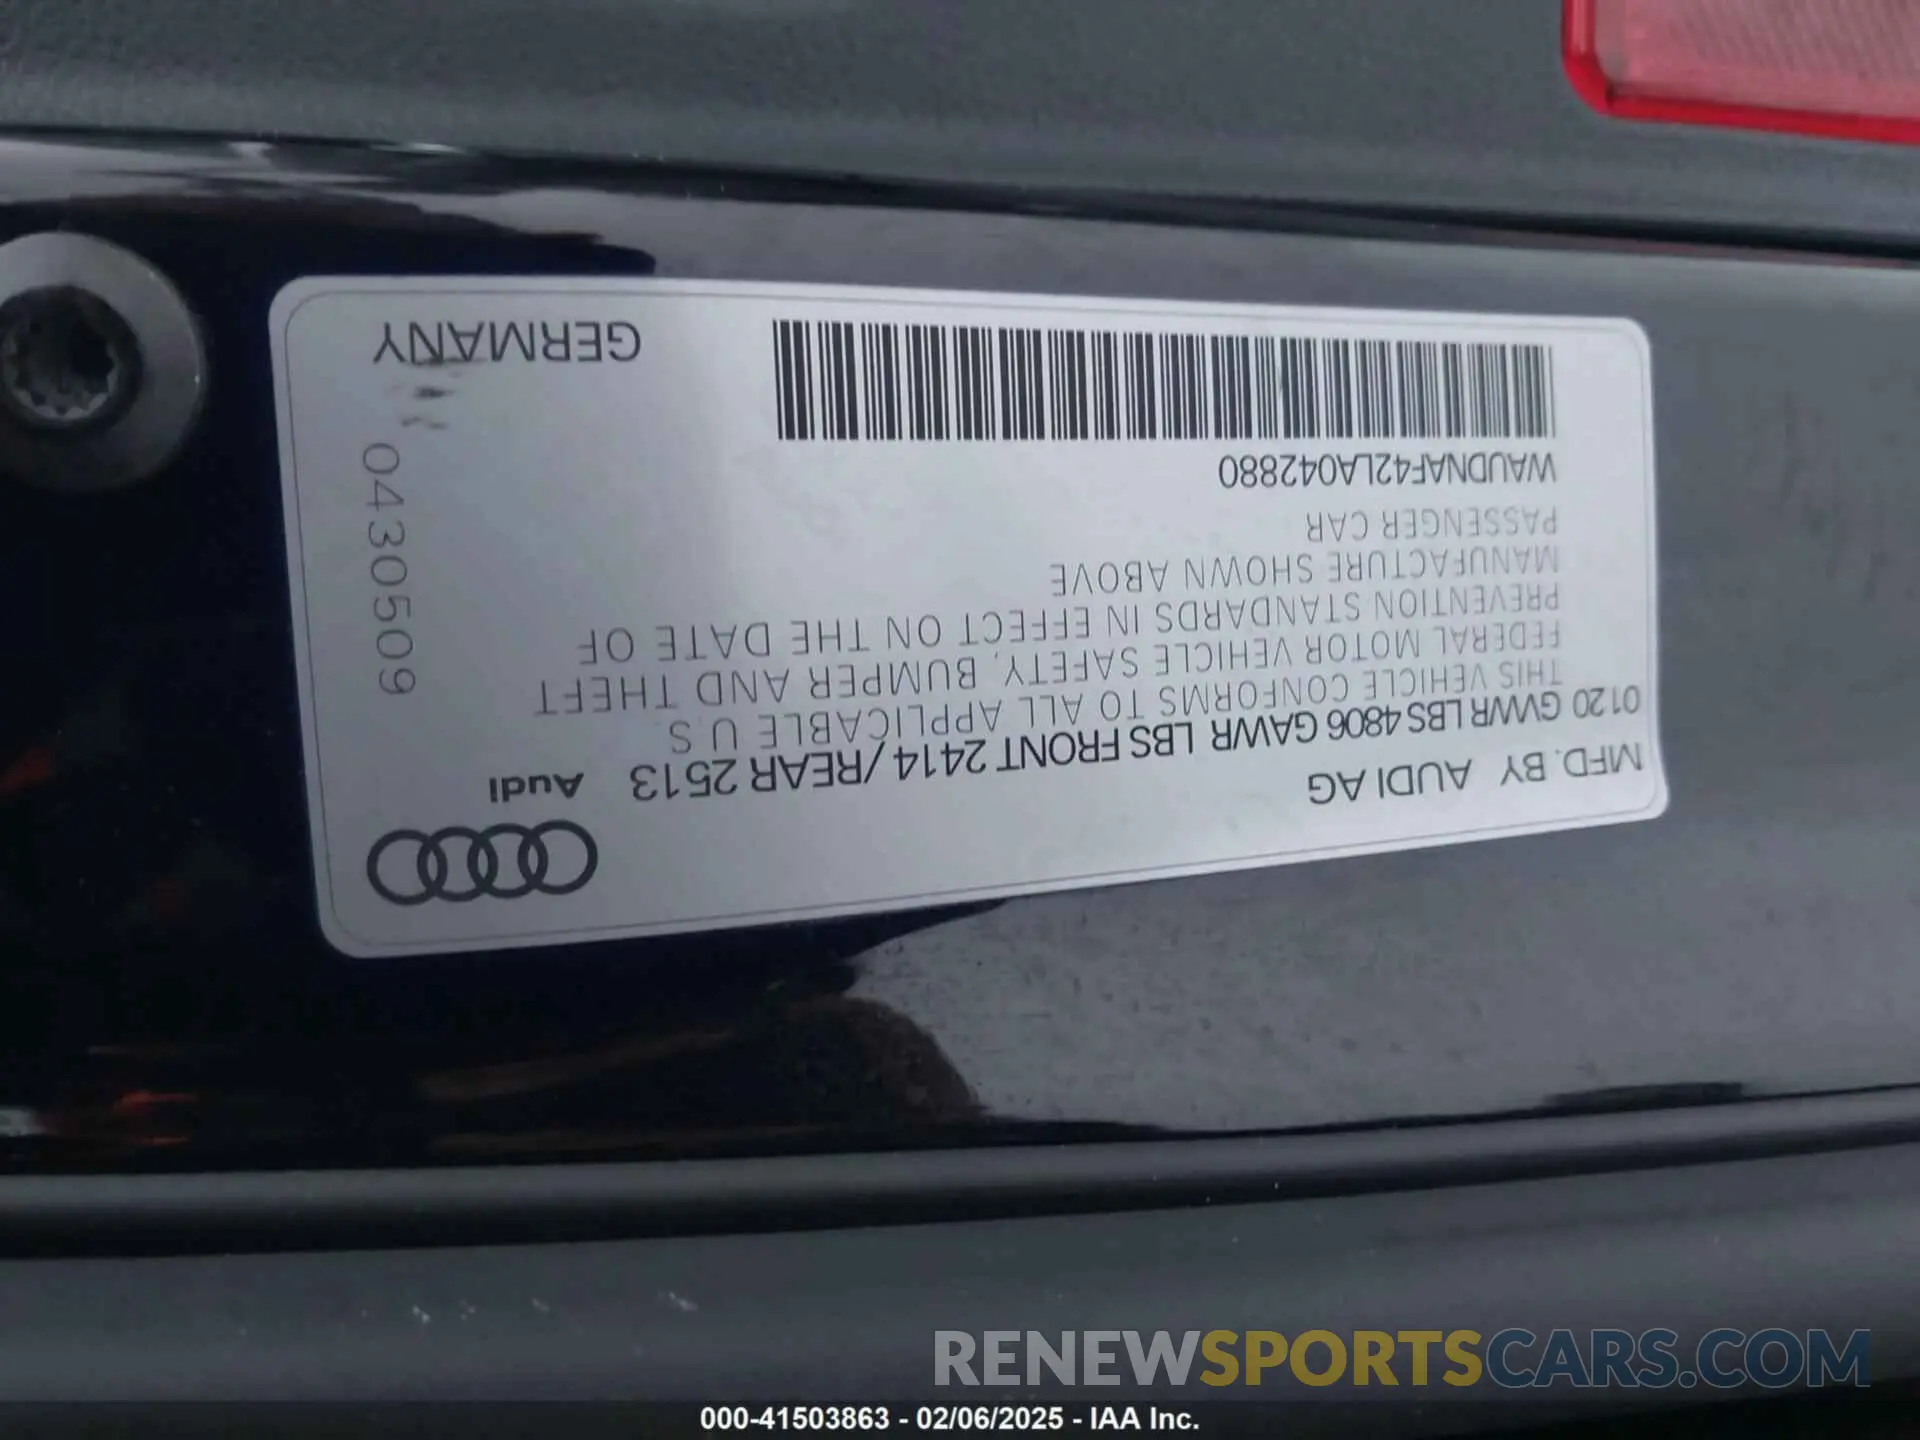 MFD. BY AUDI AG
Audi
0120 GVWR LBS 4806 GAWR LBS FRONT 2414 / REAR 2513
THIS VEHICLE CONFORMS TO ALL APPLICABLE U.S.
FEDERAL MOTOR VEHICLE SAFETY, BUMPER AND THEFT
PREVENTION STANDARDS IN EFFECT ON THE DATE OF
MANUFACTURE SHOWN ABOVE
PASSENGER CAR
WAUDNAF42LA042880
0430509
GERMANY
RENEWSPORTSCARS.COM
000-41503863 - 02/06/2025 - IAA Inc.